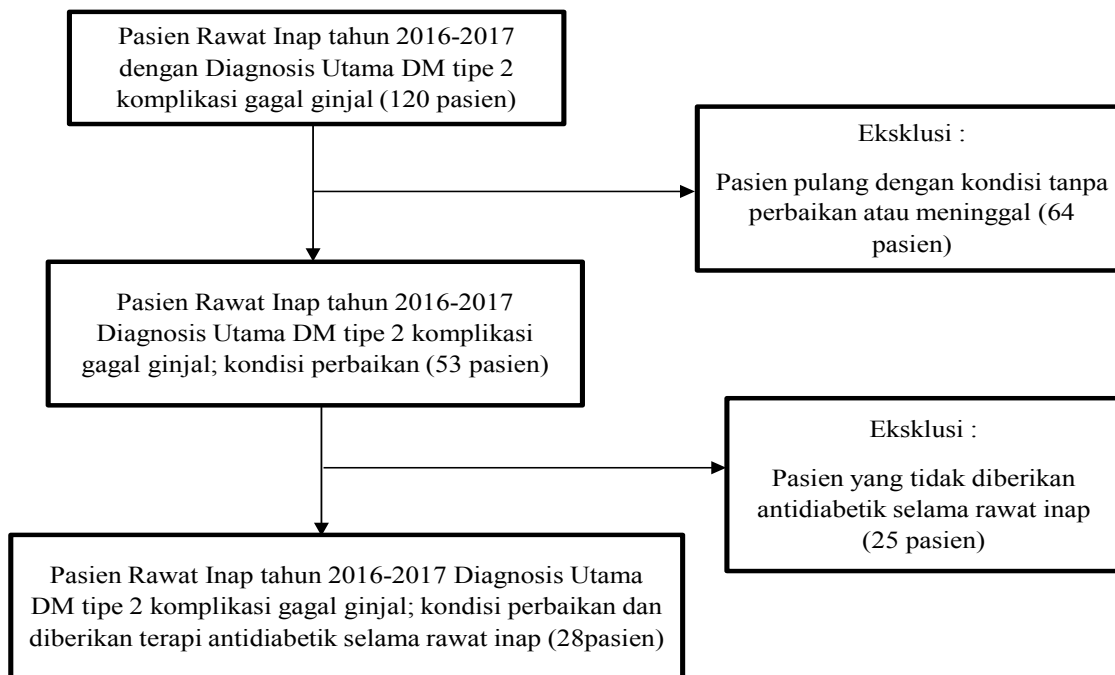 Pasien Rawat Inap tahun 2016-2017
dengan Diagnosis Utama DM tipe 2
komplikasi gagal ginjal (120 pasien)
Eksklusi :
Pasien pulang dengan kondisi tanpa
perbaikan atau meninggal (64
pasien)
Pasien Rawat Inap tahun 2016-2017
Diagnosis Utama DM tipe 2 komplikasi
gagal ginjal; kondisi perbaikan (53 pasien)
Eksklusi :
Pasien yang tidak diberikan
antidiabetik selama rawat inap
(25 pasien)
Pasien Rawat Inap tahun 2016-2017 Diagnosis Utama
DM tipe 2 komplikasi gagal ginjal; kondisi perbaikan dan
diberikan terapi antidiabetik selama rawat inap (28pasien)